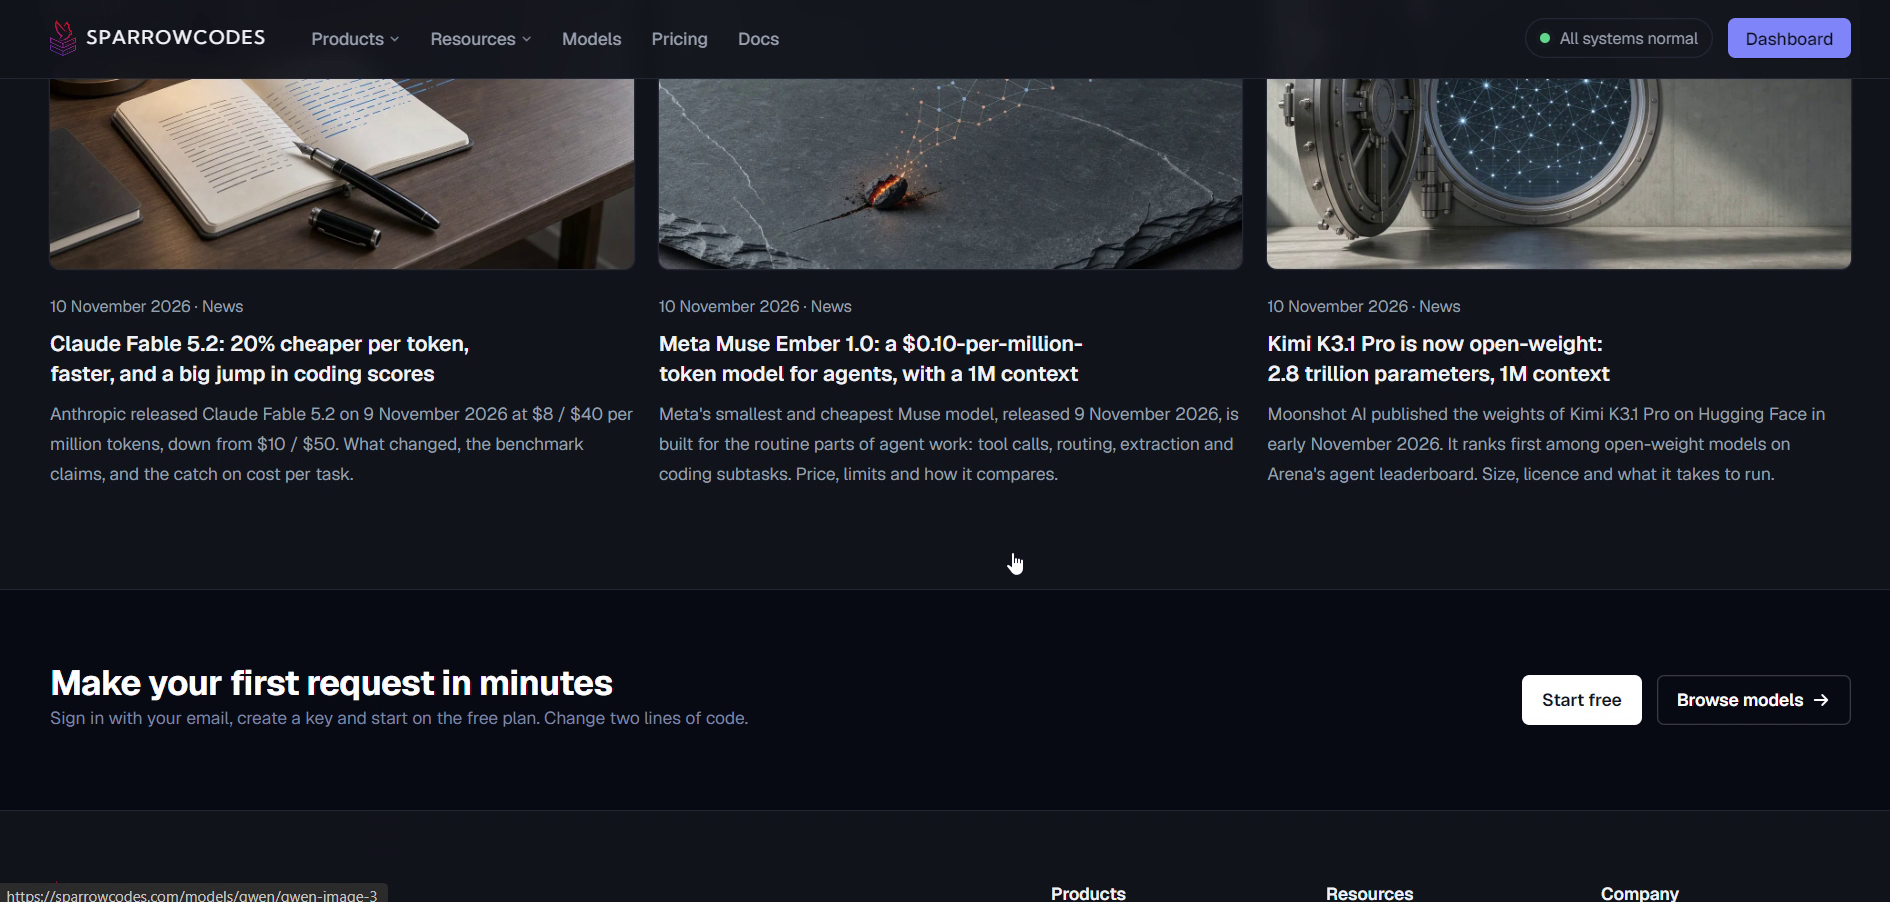 SPARROWCODES
Products
Resources
Models
Pricing
Docs
All systems normal
Dashboard
10 November 2026 · News
Claude Fable 5.2: 20% cheaper per token,
faster, and a big jump in coding scores
Anthropic released Claude Fable 5.2 on 9 November 2026 at $8 / $40 per
million tokens, down from $10 / $50. What changed, the benchmark
claims, and the catch on cost per task.
10 November 2026 · News
Meta Muse Ember 1.0: a $0.10-per-million-
token model for agents, with a 1M context
Meta's smallest and cheapest Muse model, released 9 November 2026, is
built for the routine parts of agent work: tool calls, routing, extraction and
coding subtasks. Price, limits and how it compares.
10 November 2026 · News
Kimi K3.1 Pro is now open-weight:
2.8 trillion parameters, 1M context
Moonshot AI published the weights of Kimi K3.1 Pro on Hugging Face in
early November 2026. It ranks first among open-weight models on
Arena's agent leaderboard. Size, licence and what it takes to run.
Make your first request in minutes
Sign in with your email, create a key and start on the free plan. Change two lines of code.
Start free
Browse models →
Products
Resources
Company
https://sparrowcodes.com/models/qwen/qwen-image-3